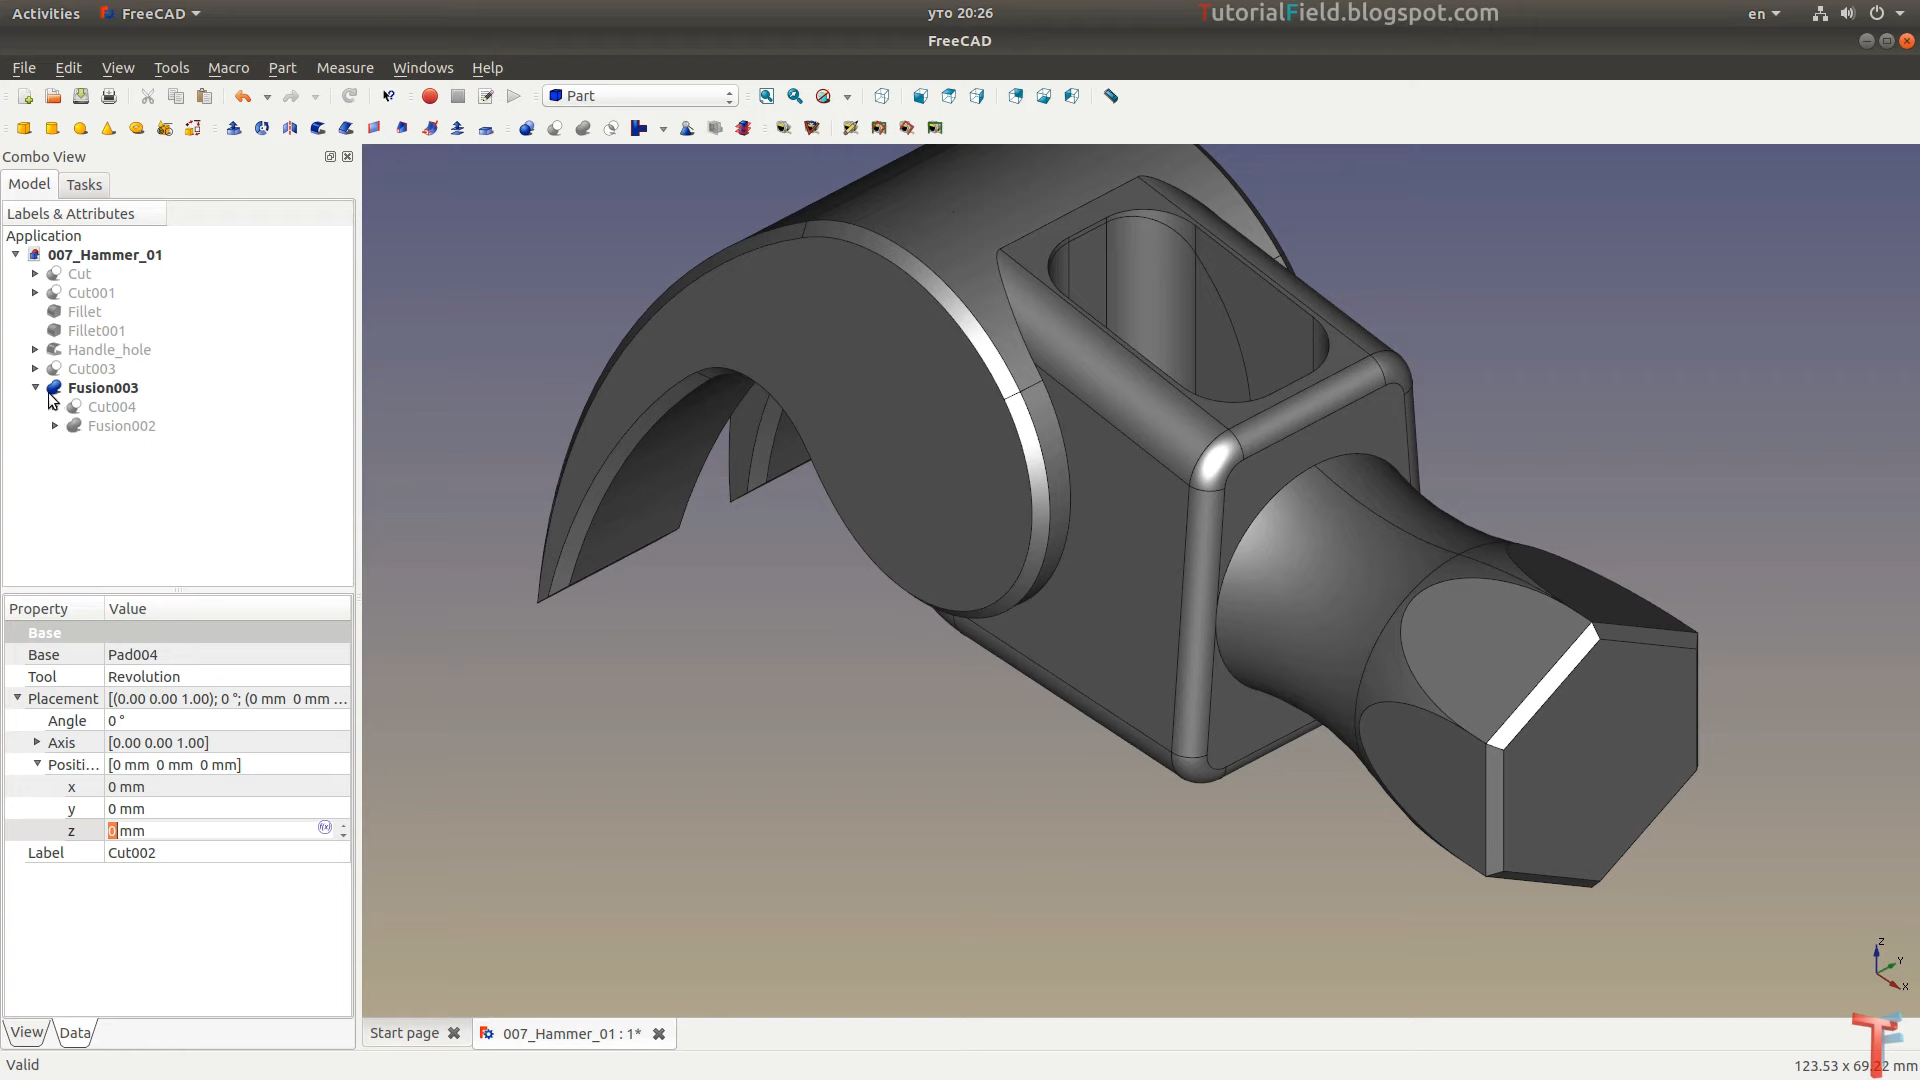 Activities FreeCAD уто 20:26 TutorialField.blogspot.com en
FreeCAD
File Edit View Tools Macro Part Measure Windows Help
Part
Combo View
Model Tasks
Labels & Attributes
Application
007_Hammer_01
Cut
Cut001
Fillet
Fillet001
Handle_hole
Cut003
Fusion003
Cut004
Fusion002
Property Value
Base
Base Pad004
Tool Revolution
Placement [(0.00 0.00 1.00); 0 °; (0 mm 0 mm ...
Angle 0 °
Axis [0.00 0.00 1.00]
Positi... [0 mm 0 mm 0 mm]
x 0 mm
y 0 mm
z 0 mm
Label Cut002
View Data
Start page 007_Hammer_01 : 1*
Valid
Z
Y
X